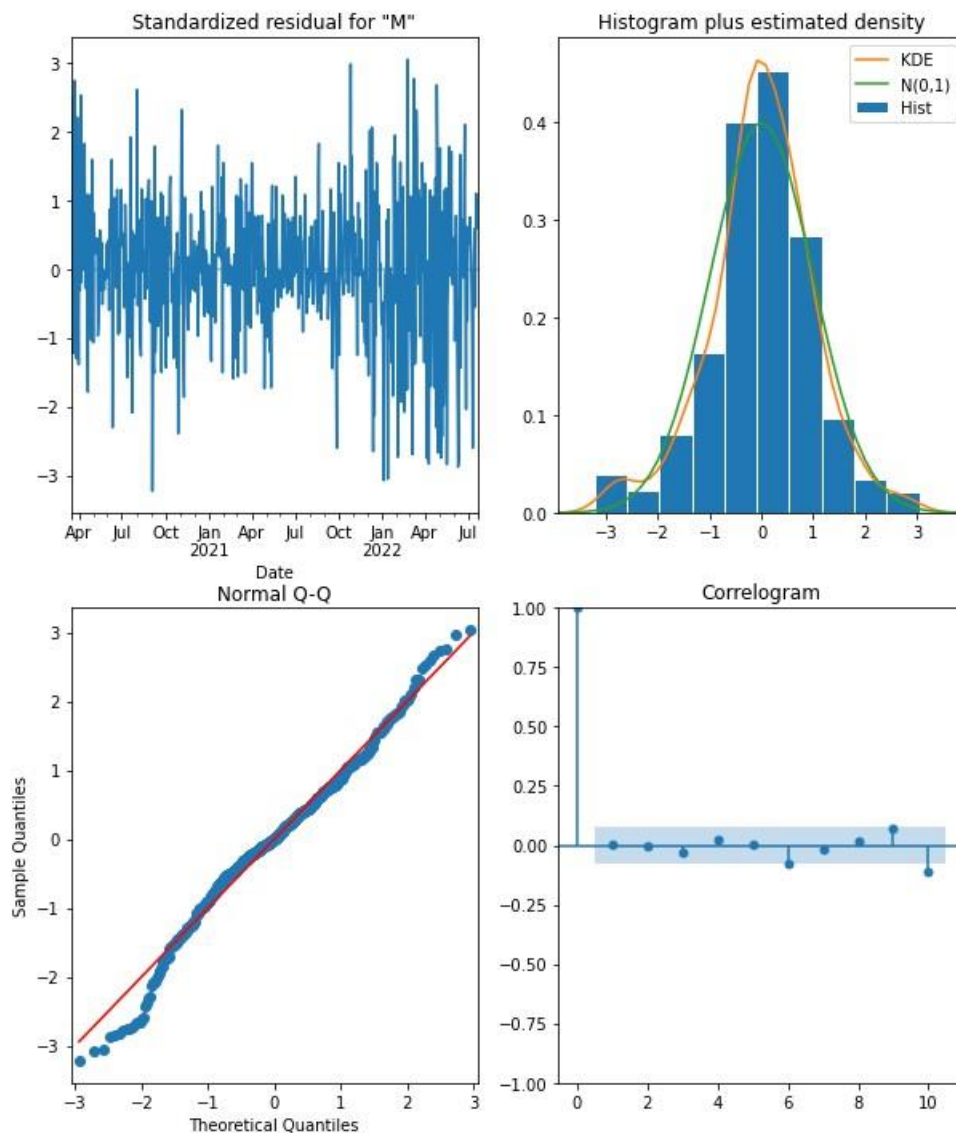 Standardized residual for "M"
3
2
1
0
−1
−2
−3
Apr Jul Oct Jan Apr Jul Oct Jan Apr Jul
2021 2022
Date
Histogram plus estimated density
KDE
N(0,1)
Hist
0.4
0.3
0.2
0.1
0.0
−3 −2 −1 0 1 2 3
Normal Q-Q
Sample Quantiles
3
2
1
0
−1
−2
−3
−3 −2 −1 0 1 2 3
Theoretical Quantiles
Correlogram
1.00
0.75
0.50
0.25
0.00
−0.25
−0.50
−0.75
−1.00
0 2 4 6 8 10